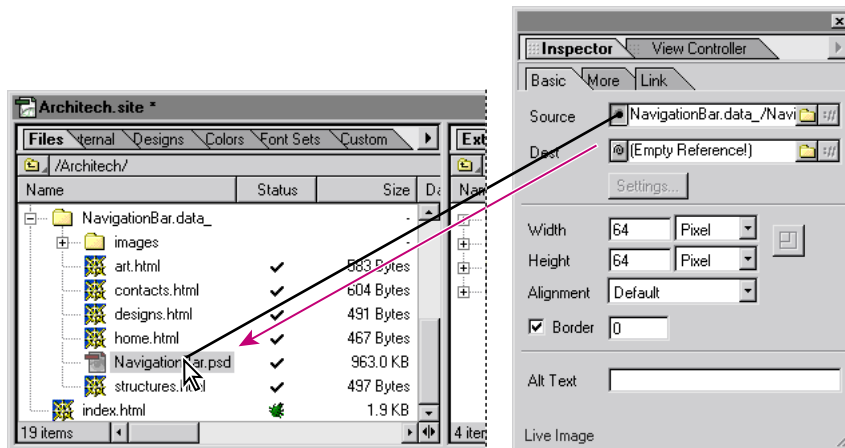 Architech.site *
Files
ternal
Designs
Colors
Font Sets
Custom
/Architech/
Name Status Size Da
NavigationBar.data_ -
images -
art.html 583 Bytes
contacts.html 604 Bytes
designs.html 491 Bytes
home.html 467 Bytes
NavigationBar.psd 963.0 KB
structures.html 497 Bytes
index.html 1.9 KB
19 items
Ext
Nam
4 item
Inspector View Controller
Basic More Link
Source NavigationBar.data_/Navi
Dest (Empty Reference!)
Settings...
Width 64 Pixel
Height 64 Pixel
Alignment Default
Border 0
Alt Text
Live Image